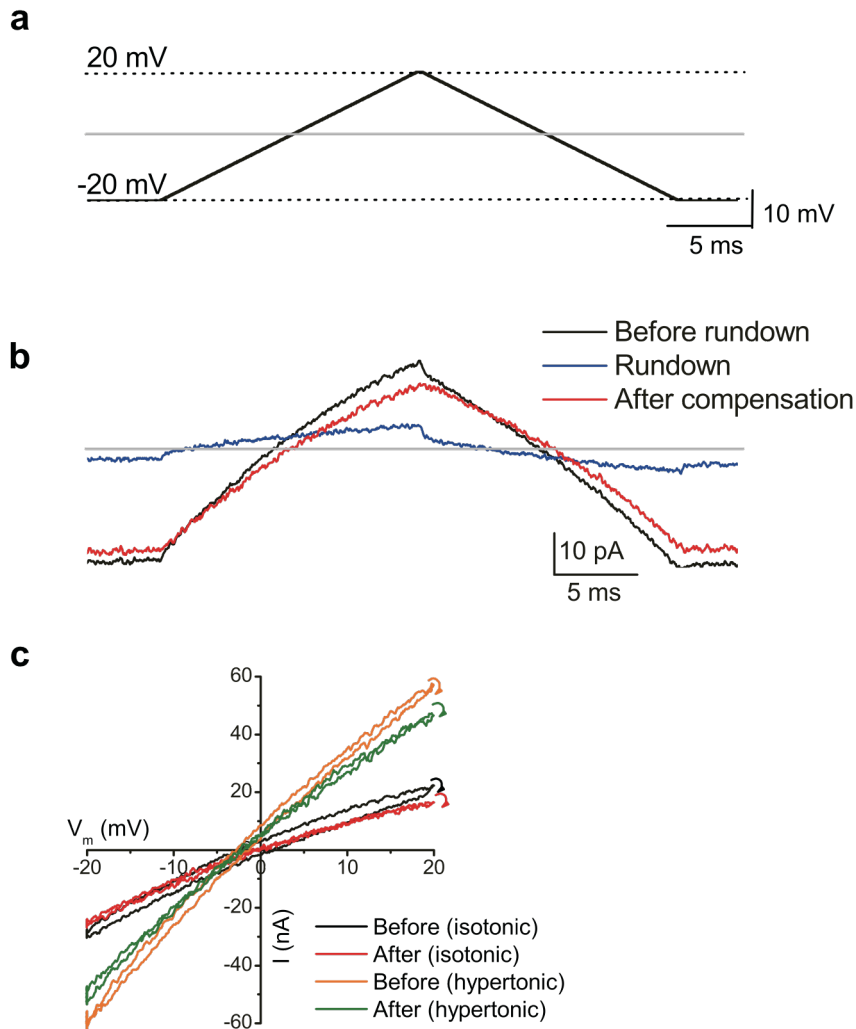 a
20 mV
-20 mV
10 mV
5 ms
b
Before rundown
Rundown
After compensation
10 pA
5 ms
c
60
40
20
V_m (mV)
-20 -10 0 10 20
-20
-40
-60
I (nA)
Before (isotonic)
After (isotonic)
Before (hypertonic)
After (hypertonic)